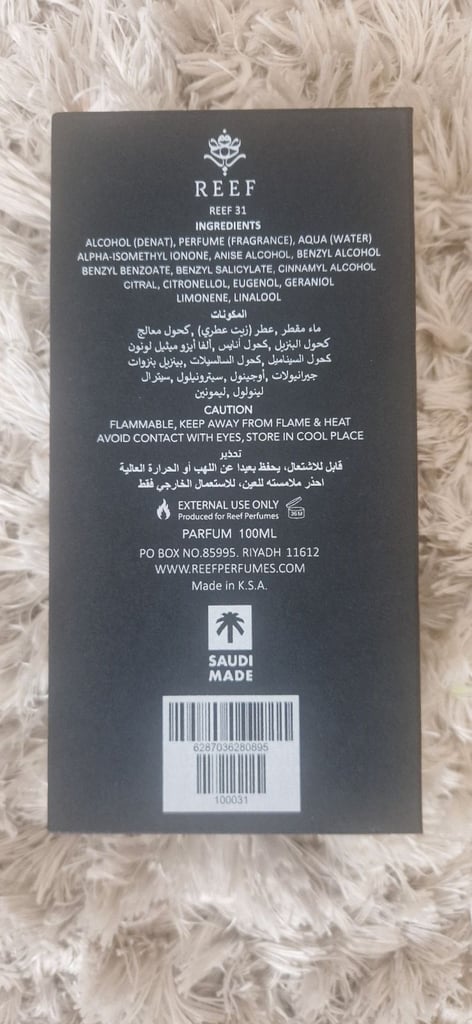 REEF
REEF 31
INGREDIENTS
ALCOHOL (DENAT), PERFUME (FRAGRANCE), AQUA (WATER)
ALPHA-ISOMETHYL IONONE, ANISE ALCOHOL, BENZYL ALCOHOL
BENZYL BENZOATE, BENZYL SALICYLATE, CINNAMYL ALCOHOL
CITRAL, CITRONELLOL, EUGENOL, GERANIOL
LIMONENE, LINALOOL
المكونات
ماء مقطر, عطر (زيت عطري), كحول معالج
كحول البنزيل, كحول أنايس, ألفا أيزو ميثيل لونون
كحول السيناميل, كحول السالسيلات, بينزيل بنزوات
جيرانيولات, أوجينول, سيترونيلول, سيترال
لينولول, ليمونين
CAUTION
FLAMMABLE, KEEP AWAY FROM FLAME & HEAT
AVOID CONTACT WITH EYES, STORE IN COOL PLACE
تحذير
قابل للاشتعال، يحفظ بعيدا عن اللهب أو الحرارة العالية
احذر ملامسته للعين، للاستعمال الخارجي فقط
EXTERNAL USE ONLY
Produced for Reef Perfumes
36 M
PARFUM 100ML
PO BOX NO.85995. RIYADH 11612
WWW.REEFPERFUMES.COM
Made in K.S.A.
SAUDI
MADE
6287036280895
100031